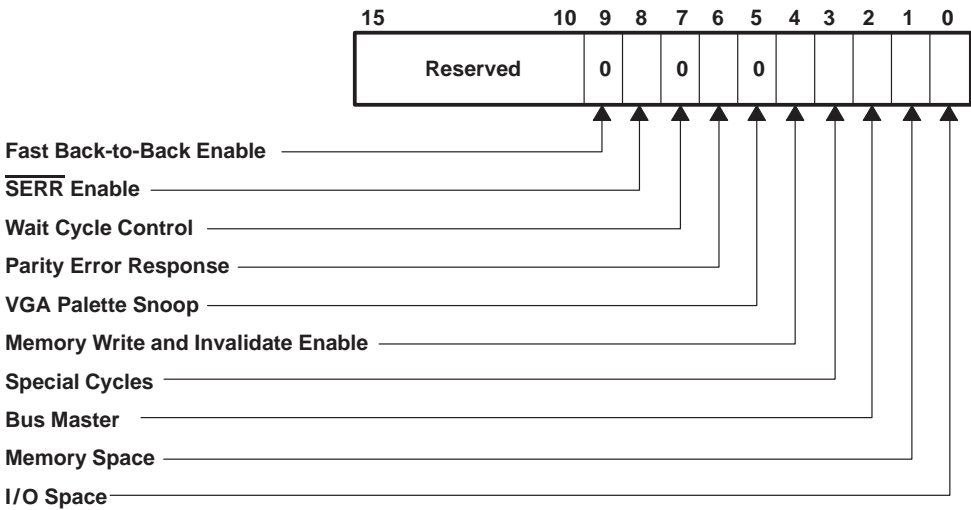 15 10 9 8 7 6 5 4 3 2 1 0
Reserved 0 0 0
Fast Back-to-Back Enable
SERR Enable
Wait Cycle Control
Parity Error Response
VGA Palette Snoop
Memory Write and Invalidate Enable
Special Cycles
Bus Master
Memory Space
I/O Space